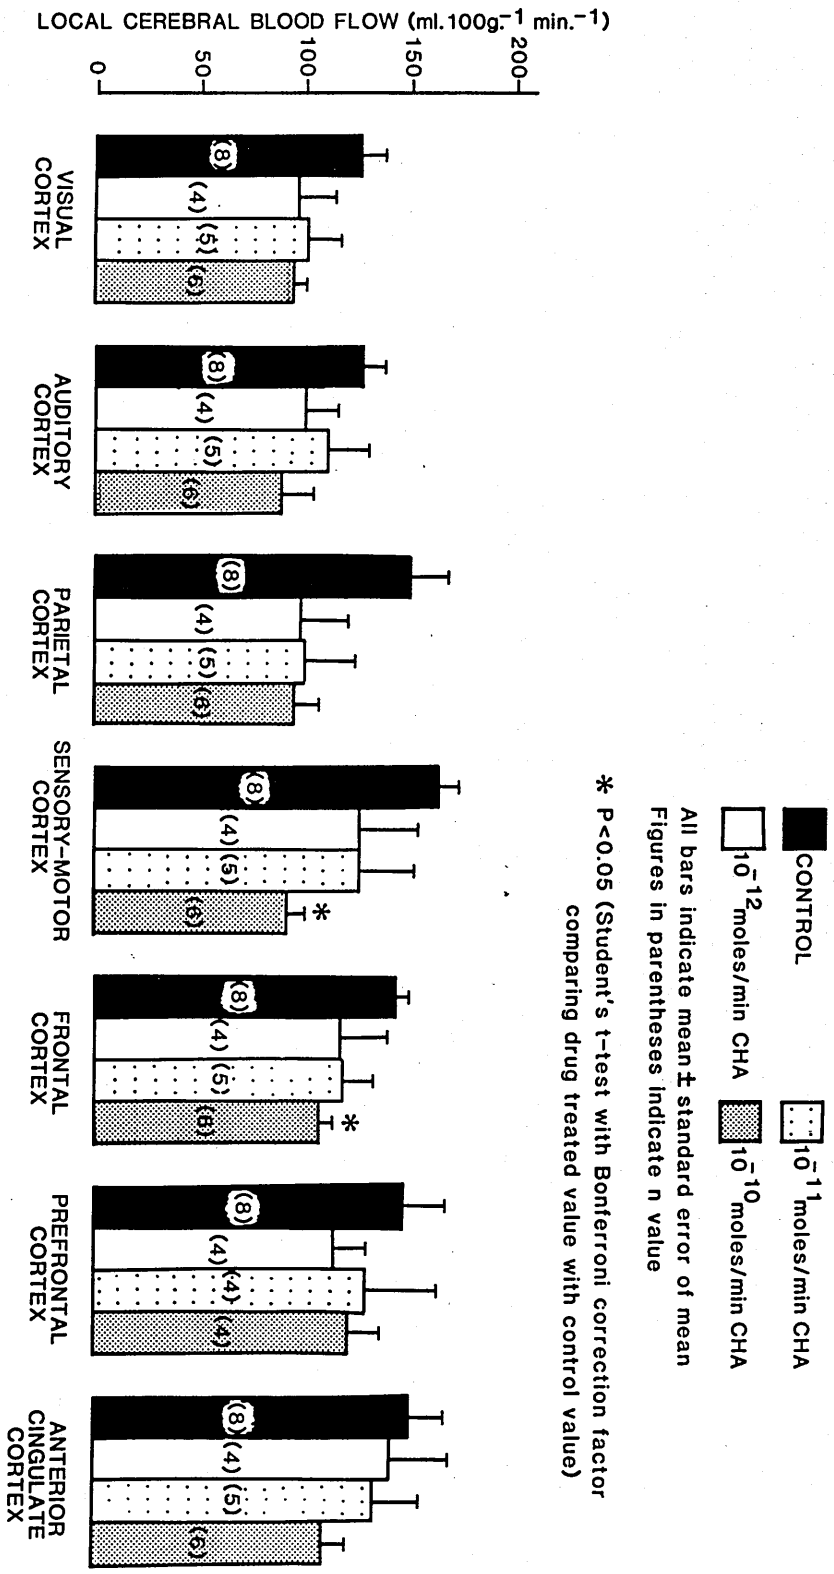 CONTROL
10⁻¹¹ moles/min CHA
10⁻¹² moles/min CHA
10⁻¹⁰ moles/min CHA
All bars indicate mean ± standard error of mean
Figures in parentheses indicate n value
* P<0.05 (Student's t-test with Bonferroni correction factor
comparing drug treated value with control value)
LOCAL CEREBRAL BLOOD FLOW (ml.100g.⁻¹ min.⁻¹)
200
150
100
50
0
(8) (4) (5) (6)
(8) (4) (5) (6)
(8) (4) (5) (6)
(8) (4) (5) (6) *
(8) (4) (5) (6) *
(8) (4) (4) (4)
(8) (4) (5) (6)
VISUAL
CORTEX
AUDITORY
CORTEX
PARIETAL
CORTEX
SENSORY-MOTOR
CORTEX
FRONTAL
CORTEX
PREFRONTAL
CORTEX
ANTERIOR
CINGULATE
CORTEX